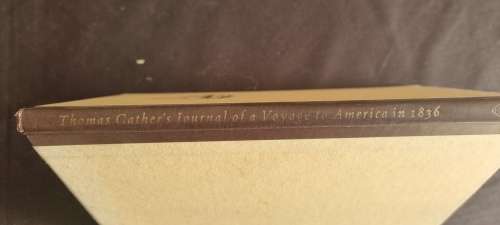 Thomas Cather's Journal of a Voyage to America in 1836